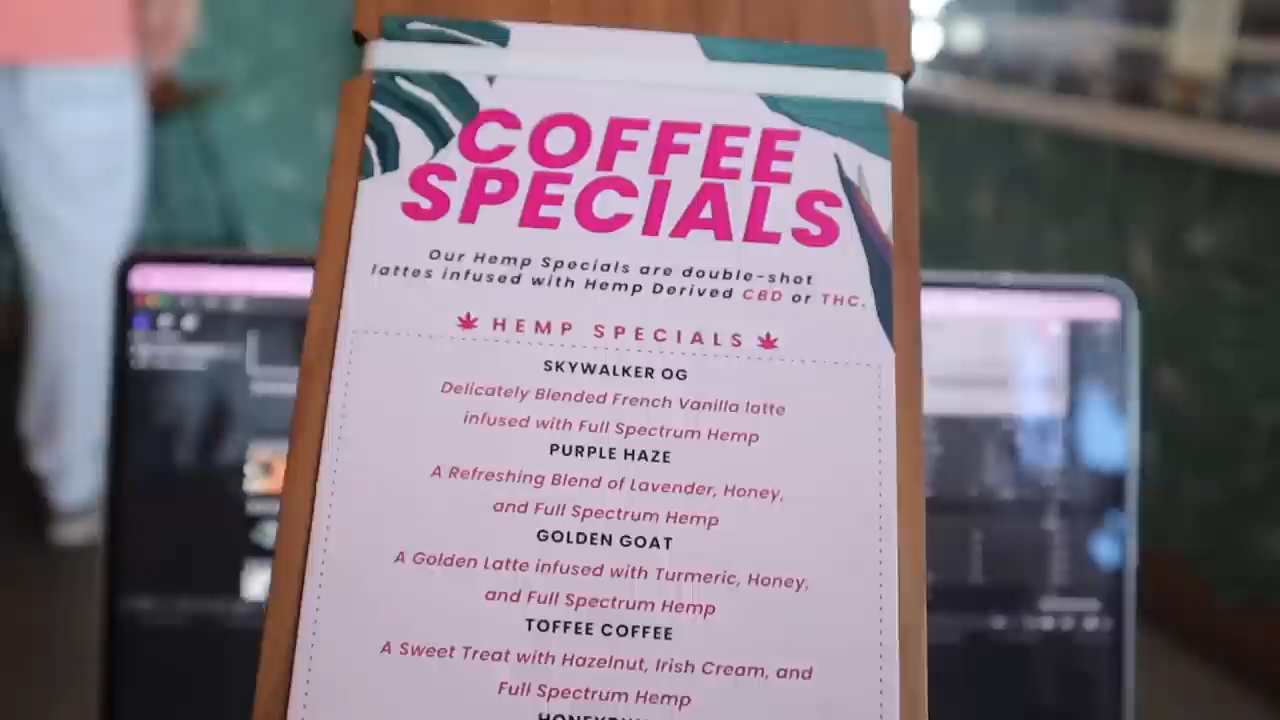 COFFEE
SPECIALS
Our Hemp Specials are double-shot
lattes infused with Hemp Derived CBD or THC.
HEMP SPECIALS
SKYWALKER OG
Delicately Blended French Vanilla latte
infused with Full Spectrum Hemp
PURPLE HAZE
A Refreshing Blend of Lavender, Honey,
and Full Spectrum Hemp
GOLDEN GOAT
A Golden Latte infused with Turmeric, Honey,
and Full Spectrum Hemp
TOFFEE COFFEE
A Sweet Treat with Hazelnut, Irish Cream, and
Full Spectrum Hemp